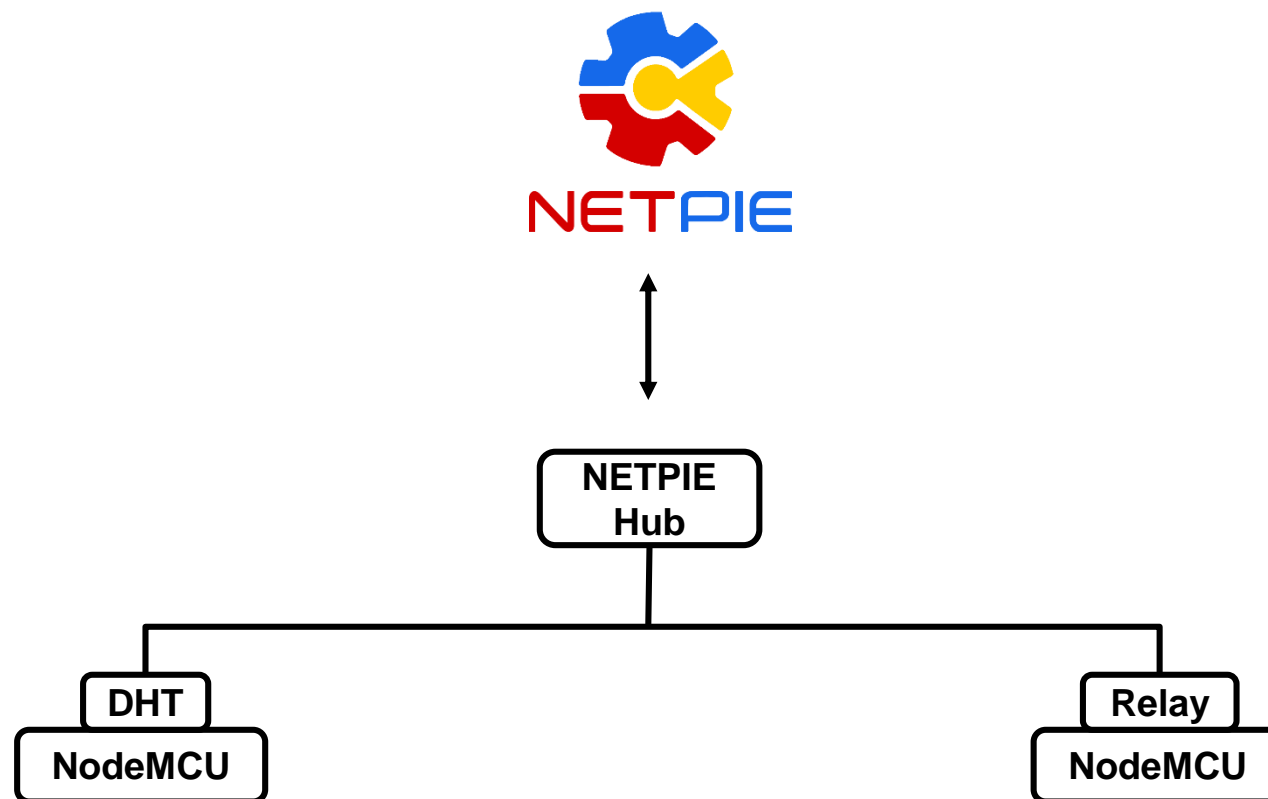 NETPIE
NETPIE
Hub
DHT
Relay
NodeMCU
NodeMCU